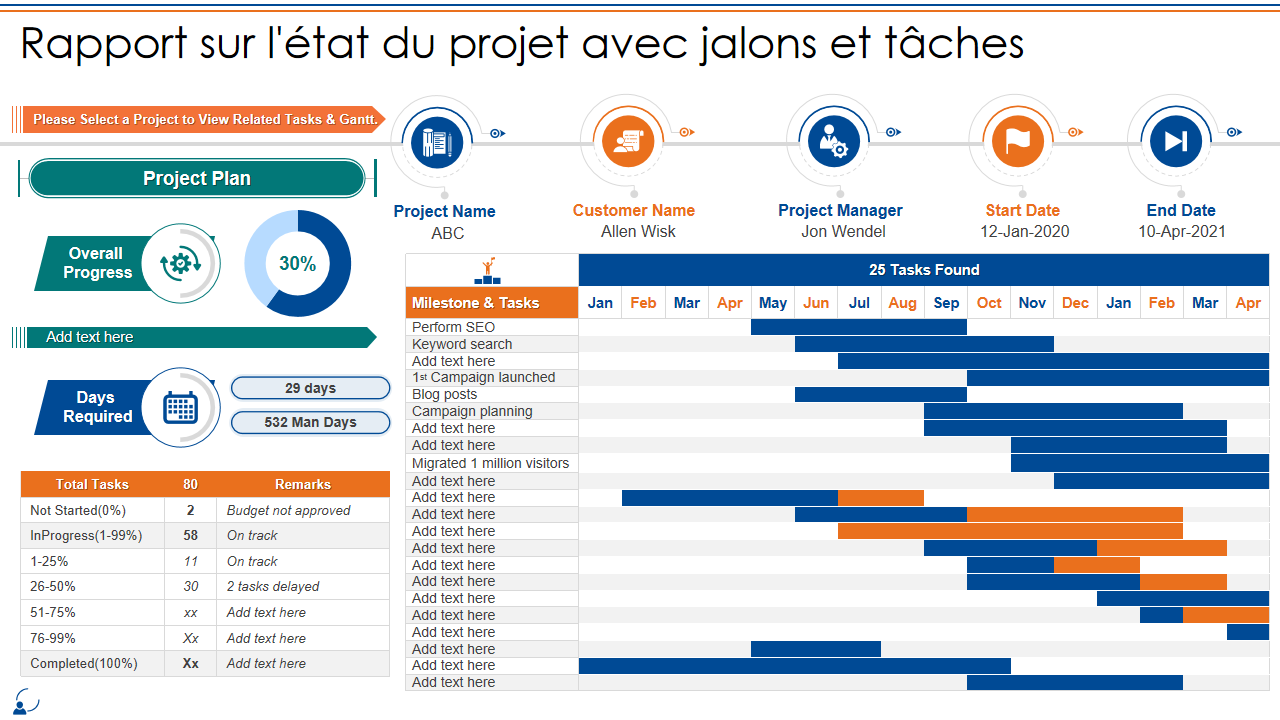 Rapport sur l'état du projet avec jalons et tâches
Please Select a Project to View Related Tasks & Gantt.
Project Plan
Overall
Progress
30%
Add text here
Days
Required
29 days
532 Man Days
Total Tasks 80 Remarks
Not Started(0%) 2 Budget not approved
InProgress(1-99%) 58 On track
1-25% 11 On track
26-50% 30 2 tasks delayed
51-75% xx Add text here
76-99% Xx Add text here
Completed(100%) Xx Add text here
Project Name
ABC
Customer Name
Allen Wisk
Project Manager
Jon Wendel
Start Date
12-Jan-2020
End Date
10-Apr-2021
25 Tasks Found
Milestone & Tasks Jan Feb Mar Apr May Jun Jul Aug Sep Oct Nov Dec Jan Feb Mar Apr
Perform SEO
Keyword search
Add text here
1st Campaign launched
Blog posts
Campaign planning
Add text here
Add text here
Migrated 1 million visitors
Add text here
Add text here
Add text here
Add text here
Add text here
Add text here
Add text here
Add text here
Add text here
Add text here
Add text here
Add text here
Add text here